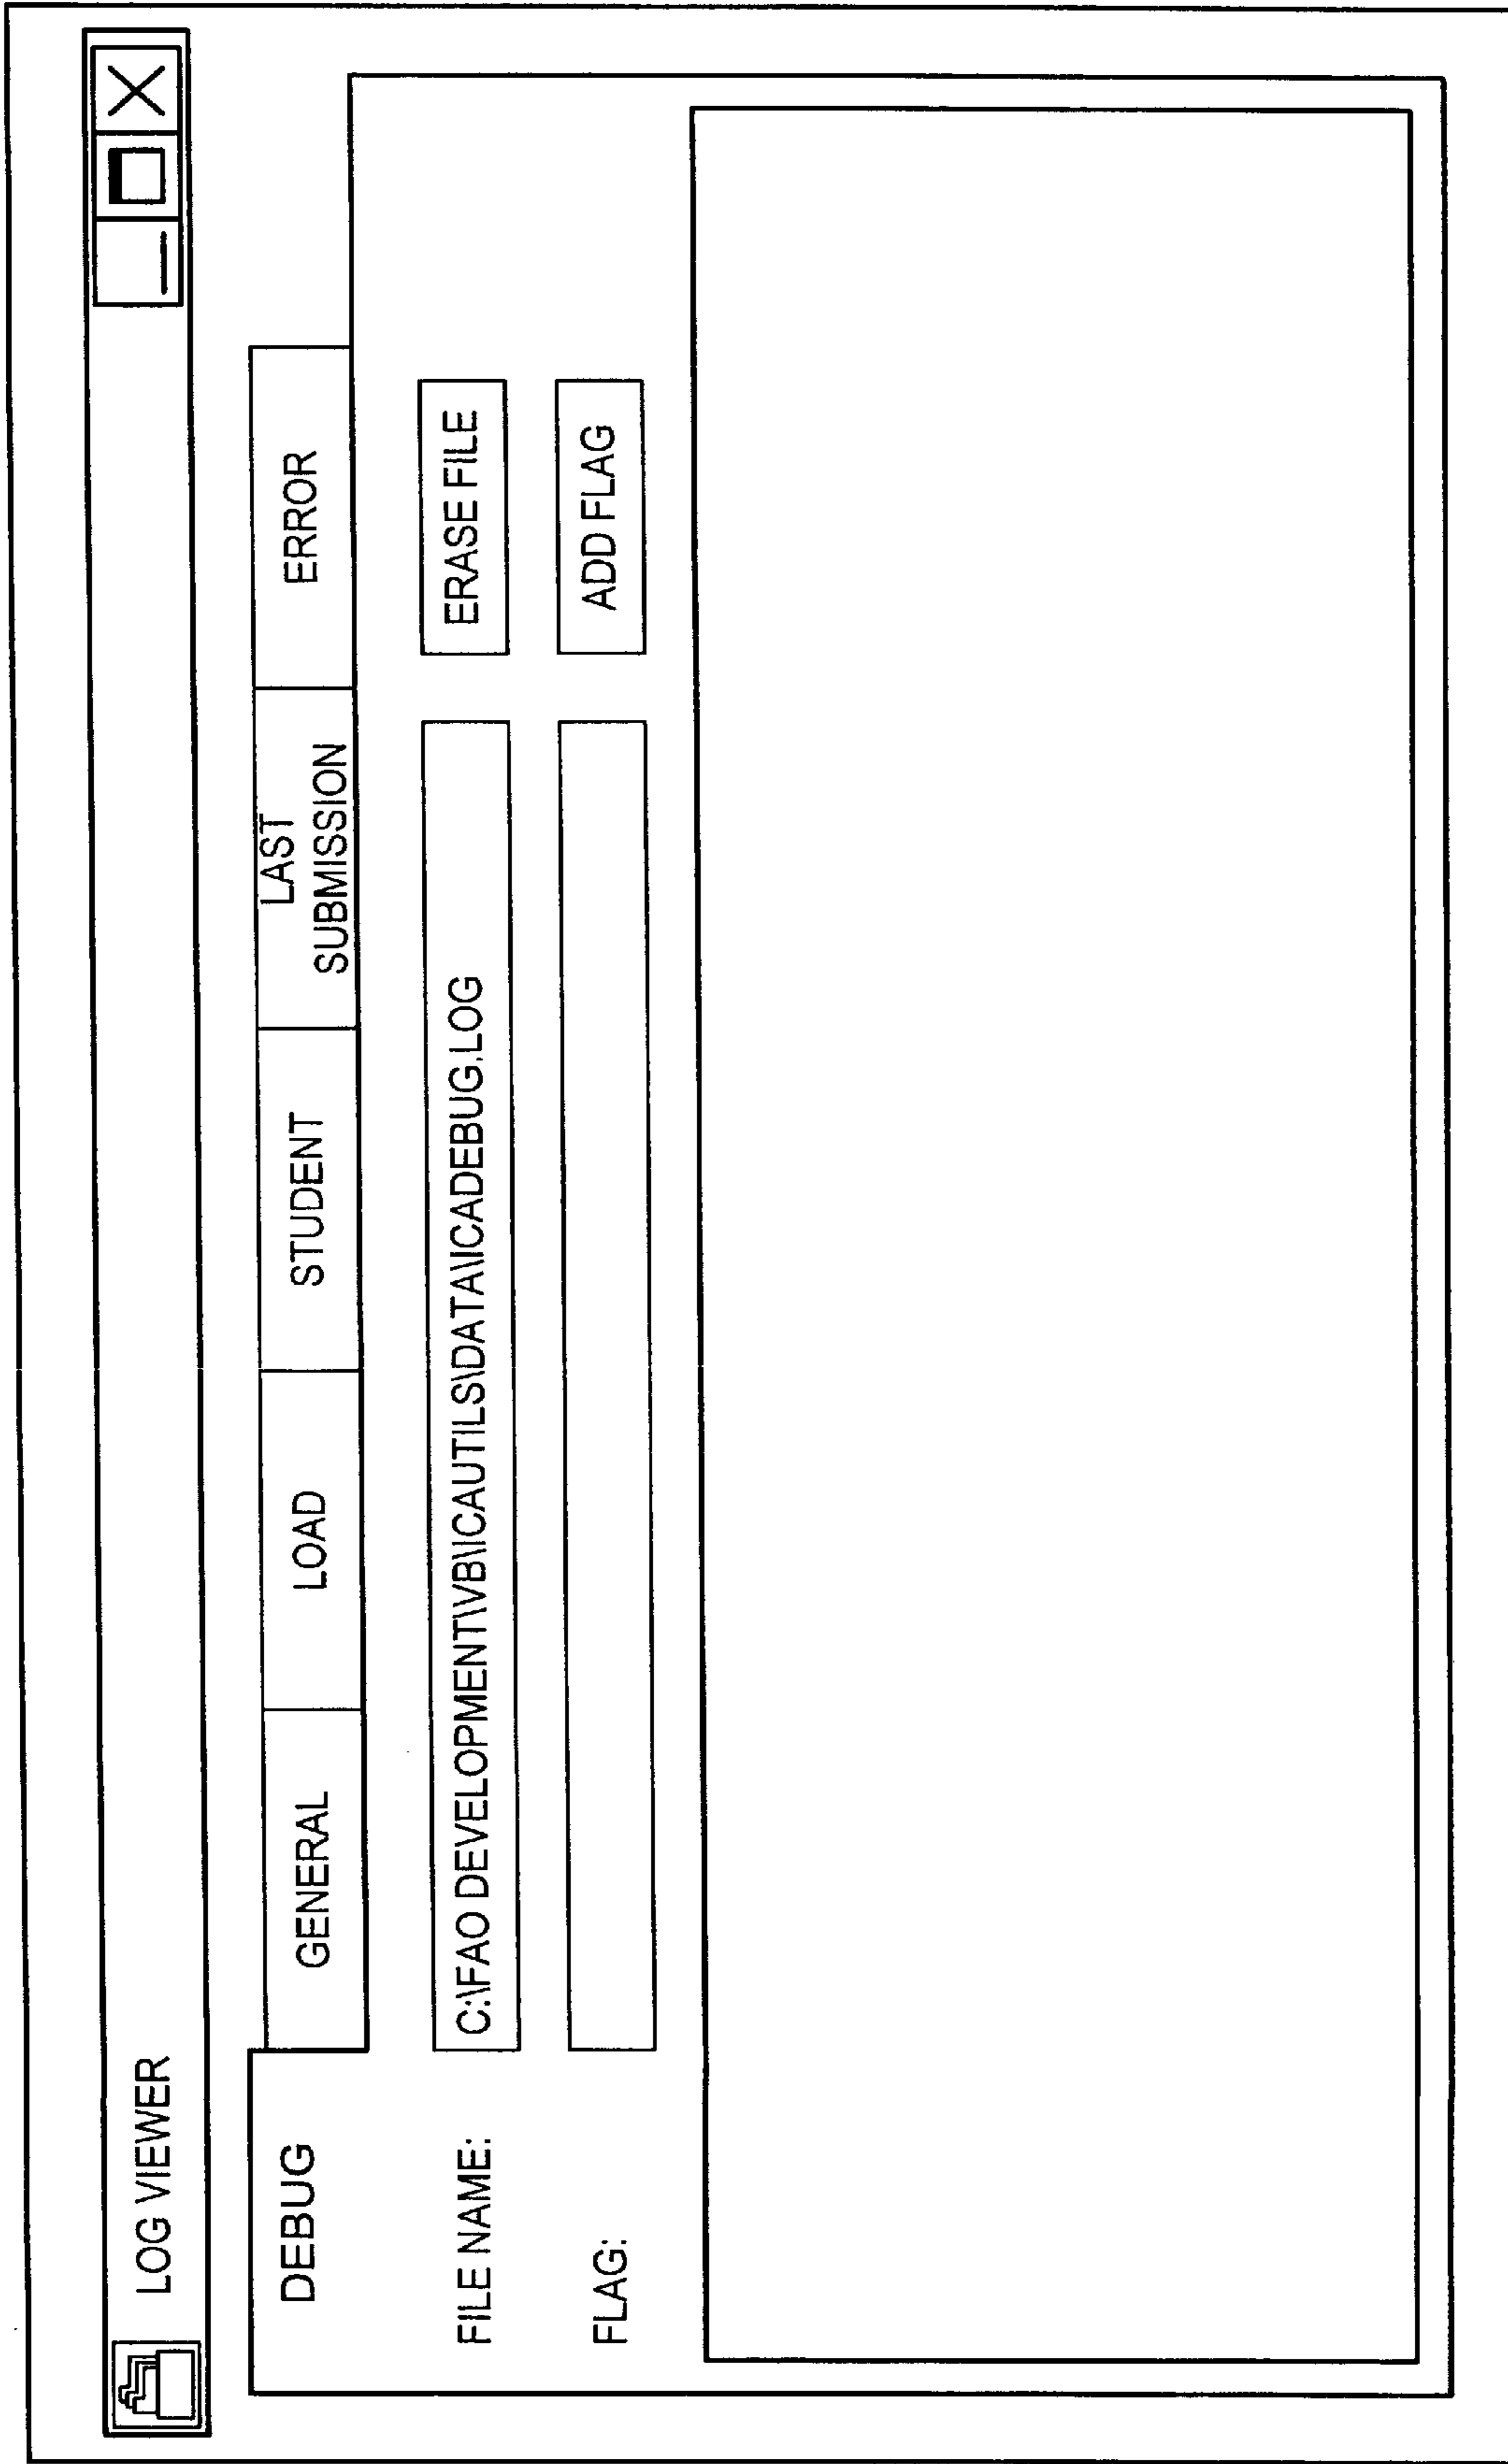 LOG VIEWER
DEBUG
GENERAL
LOAD
STUDENT
LAST
SUBMISSION
ERROR
FILE NAME:
C:\FAO DEVELOPMENT\VB\ICAUTILS\DATA\ICADEBUG.LOG
ERASE FILE
FLAG:
ADD FLAG